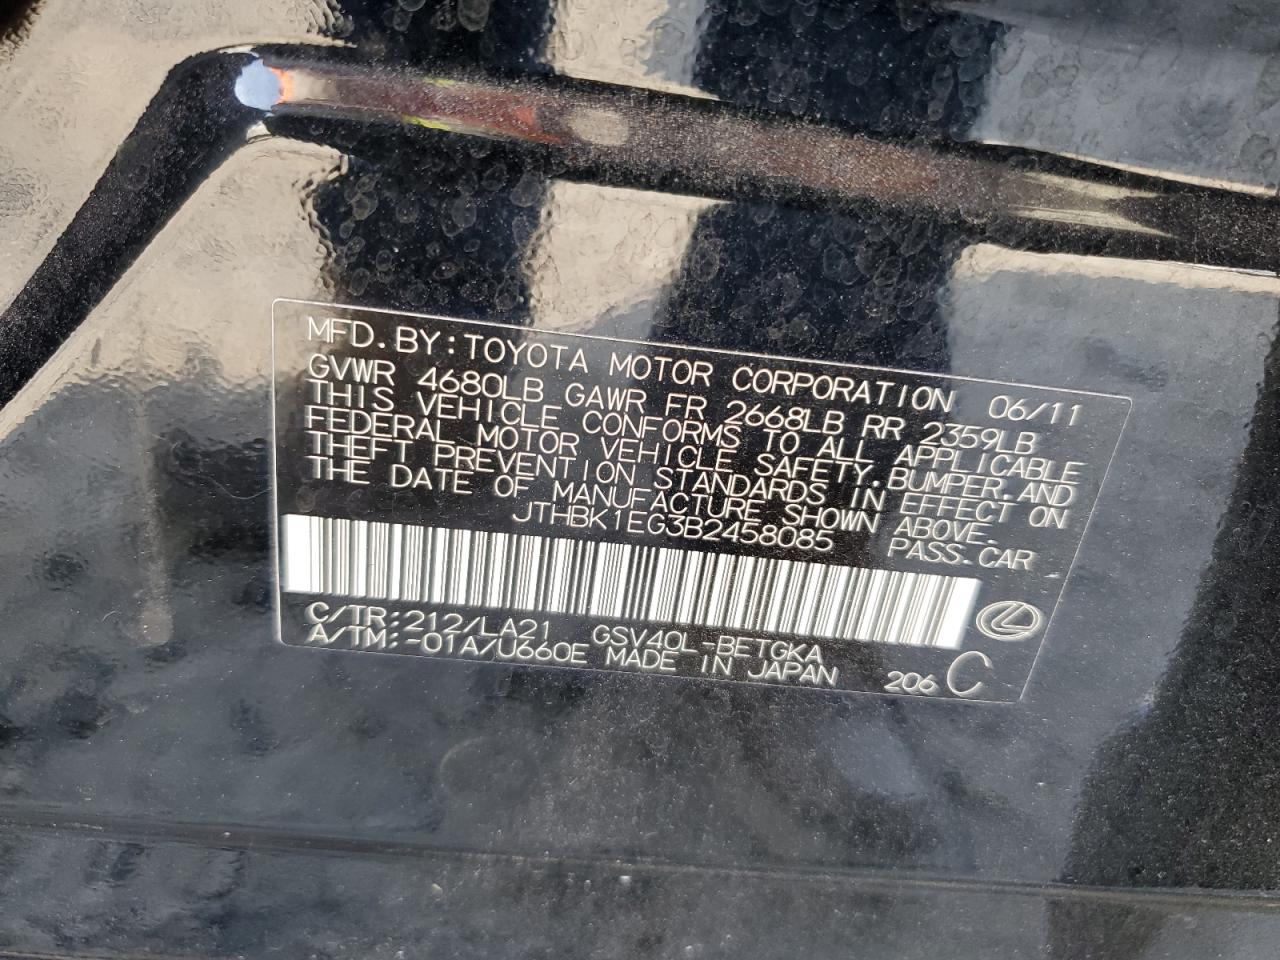 MFD. BY: TOYOTA MOTOR CORPORATION 06/11
GVWR 4680LB GAWR FR 2668LB RR 2359LB
THIS VEHICLE CONFORMS TO ALL APPLICABLE
FEDERAL MOTOR VEHICLE SAFETY, BUMPER, AND
THEFT PREVENTION STANDARDS IN EFFECT ON
THE DATE OF MANUFACTURE SHOWN ABOVE.
JTHBK1EG3B2458085 PASS. CAR
C/TR: 212/LA21 GSV40L-BETGKA
A/TM: -01A/U660E MADE IN JAPAN 206 C